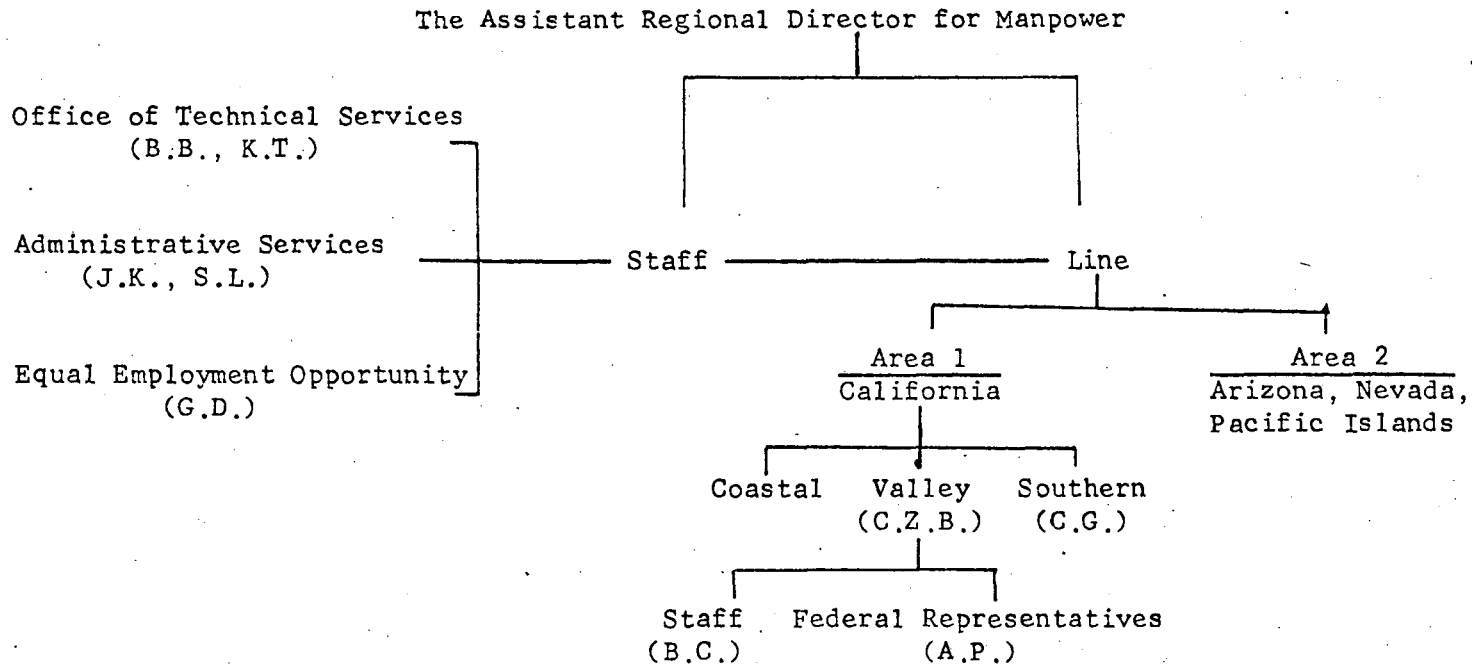 The Assistant Regional Director for Manpower
Office of Technical Services
(B.B., K.T.)
Administrative Services
(J.K., S.L.)
Equal Employment Opportunity
(G.D.)
Staff
Line
Area 1
California
Area 2
Arizona, Nevada,
Pacific Islands
Coastal
Valley
(C.Z.B.)
Southern
(C.G.)
Staff
(B.C.)
Federal Representatives
(A.P.)